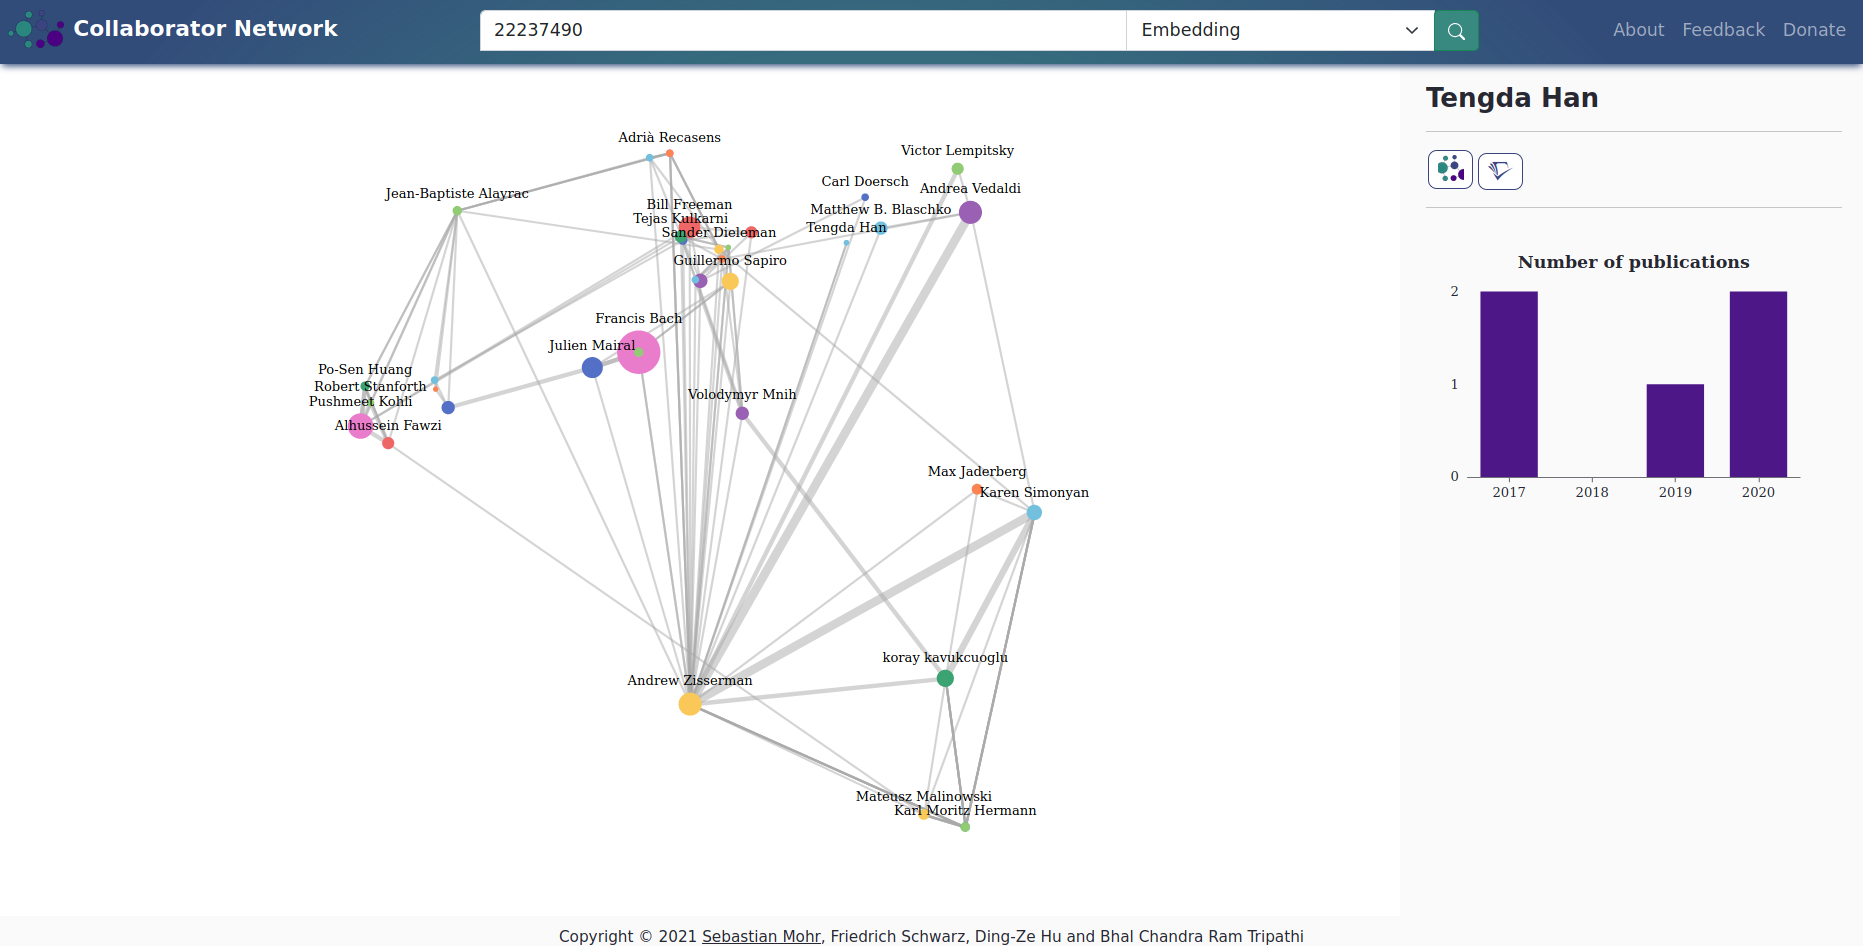 Collaborator Network
22237490
Embedding
About
Feedback
Donate
Adrià Recasens
Victor Lempitsky
Carl Doersch
Andrea Vedaldi
Jean-Baptiste Alayrac
Bill Freeman
Matthew B. Blaschko
Tejas Kulkarni
Tengda Han
Sander Dieleman
Guillermo Sapiro
Francis Bach
Julien Mairal
Po-Sen Huang
Robert Stanforth
Pushmeet Kohli
Volodymyr Mnih
Alhussein Fawzi
Max Jaderberg
Karen Simonyan
koray kavukcuoglu
Andrew Zisserman
Mateusz Malinowski
Karl Moritz Hermann
Tengda Han
Number of publications
2
1
0
2017
2018
2019
2020
Copyright © 2021 Sebastian Mohr, Friedrich Schwarz, Ding-Ze Hu and Bhal Chandra Ram Tripathi